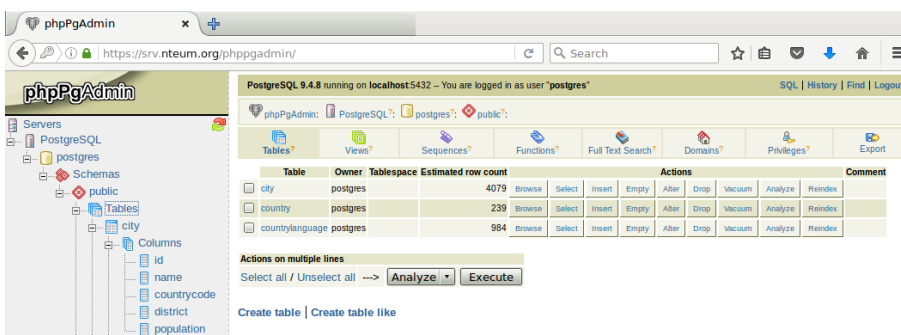 phpPgAdmin
https://srv.nteum.org/phppgadmin/
Search
phpPgAdmin
Servers
PostgreSQL
postgres
Schemas
public
Tables
city
Columns
id
name
countrycode
district
population
PostgreSQL 9.4.8 running on localhost:5432 -- You are logged in as user "postgres"
SQL | History | Find | Logou
phpPgAdmin: PostgreSQL?: postgres?: public?:
Tables? Views? Sequences? Functions? Full Text Search? Domains? Privileges? Export
Table Owner Tablespace Estimated row count Actions Comment
city postgres 4079 Browse Select Insert Empty Alter Drop Vacuum Analyze Reindex
country postgres 239 Browse Select Insert Empty Alter Drop Vacuum Analyze Reindex
countrylanguage postgres 984 Browse Select Insert Empty Alter Drop Vacuum Analyze Reindex
Actions on multiple lines
Select all / Unselect all ---> Analyze Execute
Create table | Create table like